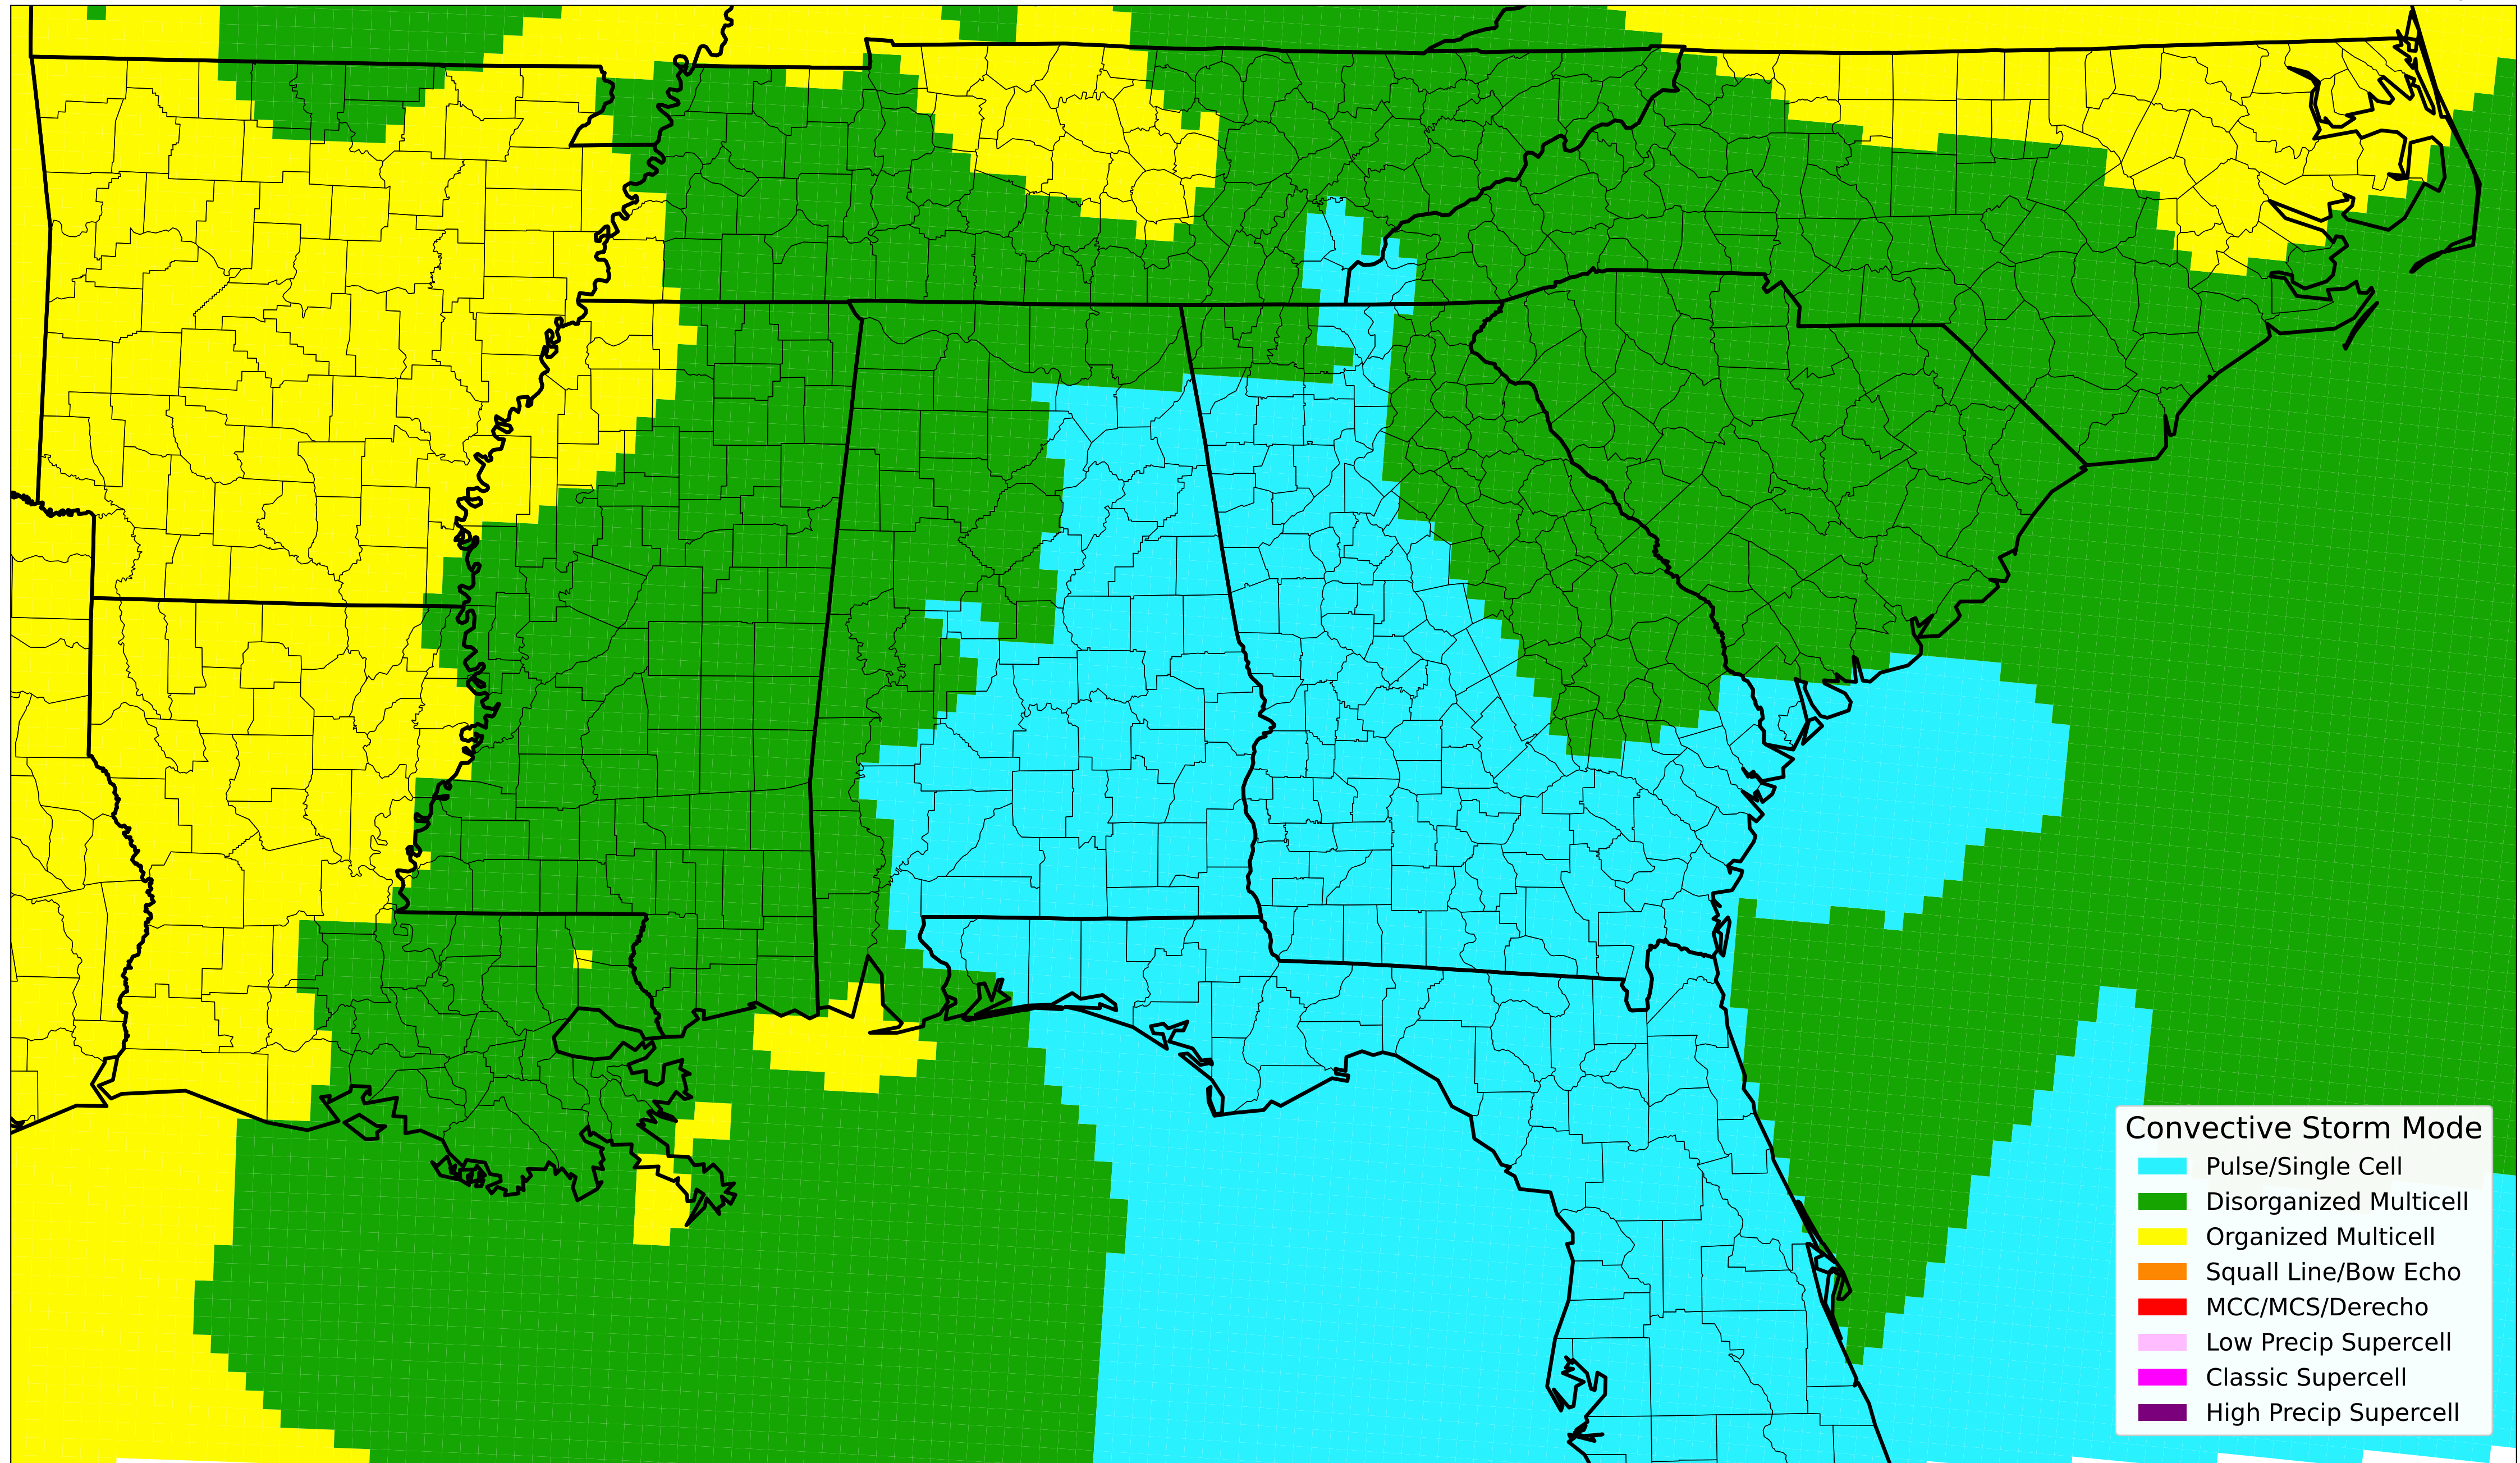 Convective Storm Mode
Pulse/Single Cell
Disorganized Multicell
Organized Multicell
Squall Line/Bow Echo
MCC/MCS/Derecho
Low Precip Supercell
Classic Supercell
High Precip Supercell